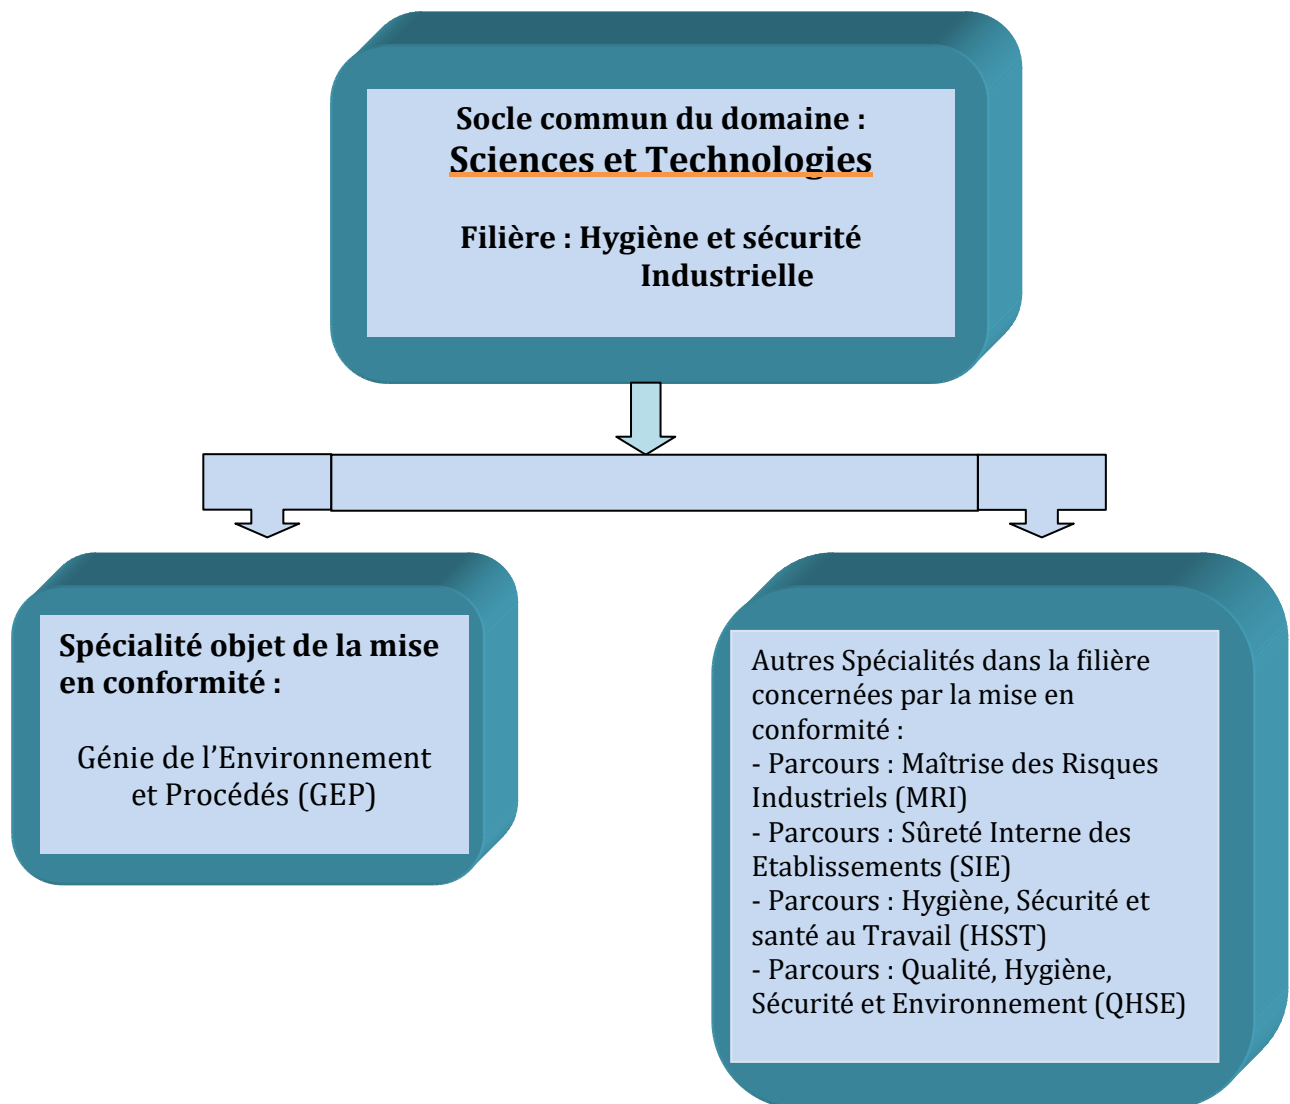 Socle commun du domaine :
Sciences et Technologies
Filière : Hygiène et sécurité
Industrielle
Spécialité objet de la mise
en conformité :
Génie de l’Environnement
et Procédés (GEP)
Autres Spécialités dans la filière
concernées par la mise en
conformité :
- Parcours : Maîtrise des Risques
Industriels (MRI)
- Parcours : Sûreté Interne des
Etablissements (SIE)
- Parcours : Hygiène, Sécurité et
santé au Travail (HSST)
- Parcours : Qualité, Hygiène,
Sécurité et Environnement (QHSE)